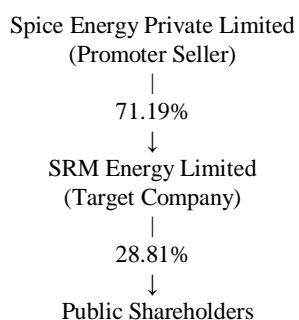 Spice Energy Private Limited
(Promoter Seller)
|
71.19%
↓
SRM Energy Limited
(Target Company)
|
28.81%
↓
Public Shareholders